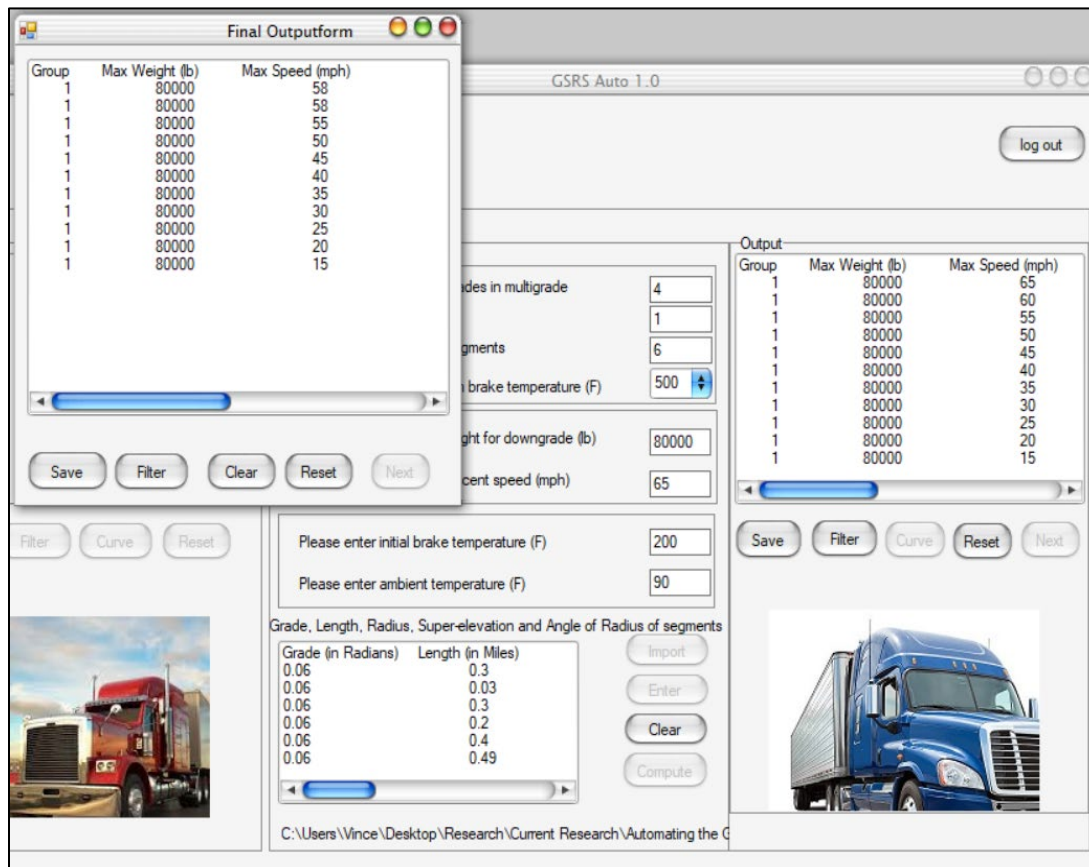 Final Outputform
Group Max Weight (lb) Max Speed (mph)
1 80000 58
1 80000 58
1 80000 55
1 80000 50
1 80000 45
1 80000 40
1 80000 35
1 80000 30
1 80000 25
1 80000 20
1 80000 15
Save Filter Clear Reset Next
GSRS Auto 1.0
log out
Filter Curve Reset
in multigrade 4
1
6
brake temperature (F) 500
for downgrade (lb) 80000
speed (mph) 65
Please enter initial brake temperature (F) 200
Please enter ambient temperature (F) 90
Grade, Length, Radius, Super-elevation and Angle of Radius of segments
Grade (in Radians) Length (in Miles)
0.06 0.3
0.06 0.03
0.06 0.3
0.06 0.2
0.06 0.4
0.06 0.49
Import
Enter
Clear
Compute
C:\Users\Vince\Desktop\Research\Current Research\Automating the
Output
Group Max Weight (lb) Max Speed (mph)
1 80000 65
1 80000 60
1 80000 55
1 80000 50
1 80000 45
1 80000 40
1 80000 35
1 80000 30
1 80000 25
1 80000 20
1 80000 15
Save Filter Curve Reset Next